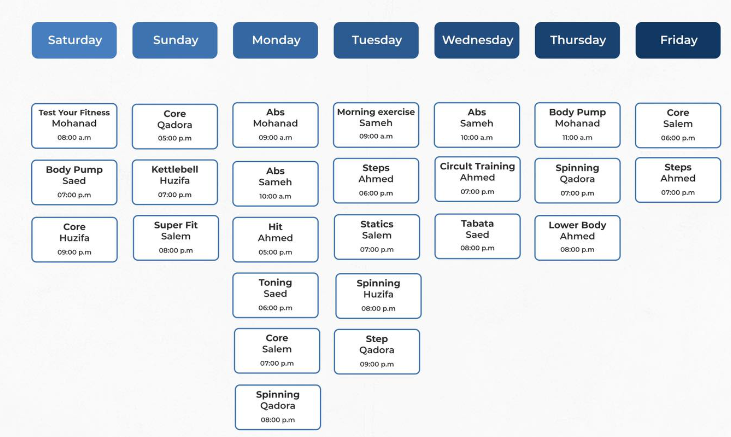 Saturday
Sunday
Monday
Tuesday
Wednesday
Thursday
Friday
Test Your Fitness
Mohanad
08:00 a.m
Body Pump
Saed
07:00 p.m
Core
Huzifa
09:00 p.m
Core
Qadora
05:00 p.m
Kettlebell
Huzifa
07:00 p.m
Super Fit
Salem
08:00 p.m
Abs
Mohanad
09:00 a.m
Abs
Sameh
10:00 a.m
Hit
Ahmed
05:00 p.m
Toning
Saed
06:00 p.m
Core
Salem
07:00 p.m
Spinning
Qadora
08:00 p.m
Morning exercise
Sameh
09:00 a.m
Steps
Ahmed
06:00 p.m
Statics
Salem
07:00 p.m
Spinning
Huzifa
08:00 p.m
Step
Qadora
09:00 p.m
Abs
Sameh
10:00 a.m
Circult Training
Ahmed
07:00 p.m
Tabata
Saed
08:00 p.m
Body Pump
Mohanad
11:00 a.m
Spinning
Qadora
07:00 p.m
Lower Body
Ahmed
08:00 p.m
Core
Salem
06:00 p.m
Steps
Ahmed
07:00 p.m